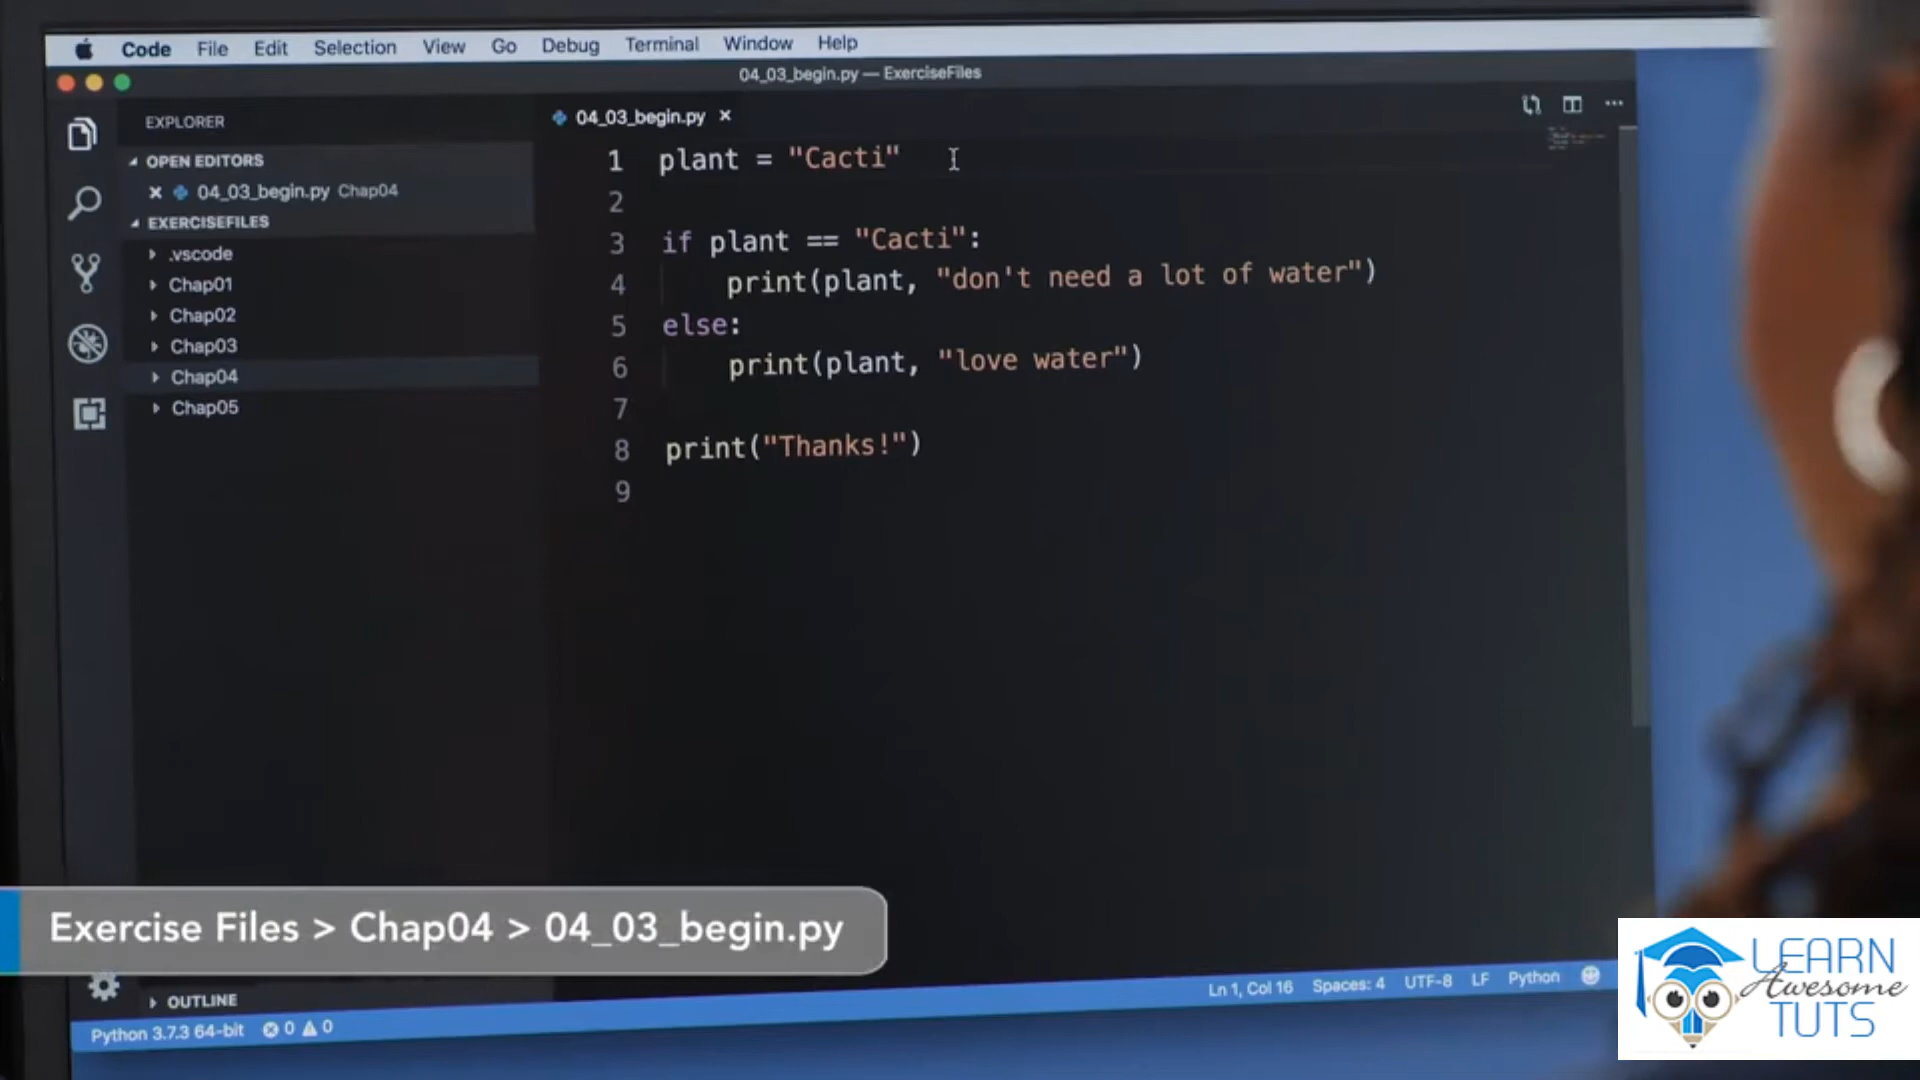 Code File Edit Selection View Go Debug Terminal Window Help
04_03_begin.py — ExerciseFiles
EXPLORER
OPEN EDITORS
04_03_begin.py Chap04
EXERCISEFILES
.vscode
Chap01
Chap02
Chap03
Chap04
Chap05
04_03_begin.py
1 plant = "Cacti"
2
3 if plant == "Cacti":
4 print(plant, "don't need a lot of water")
5 else:
6 print(plant, "love water")
7
8 print("Thanks!")
9
Exercise Files > Chap04 > 04_03_begin.py
OUTLINE
Python 3.7.3 64-bit 0 0
Ln 1, Col 16 Spaces: 4 UTF-8 LF Python
LEARN
Awesome
TUTS